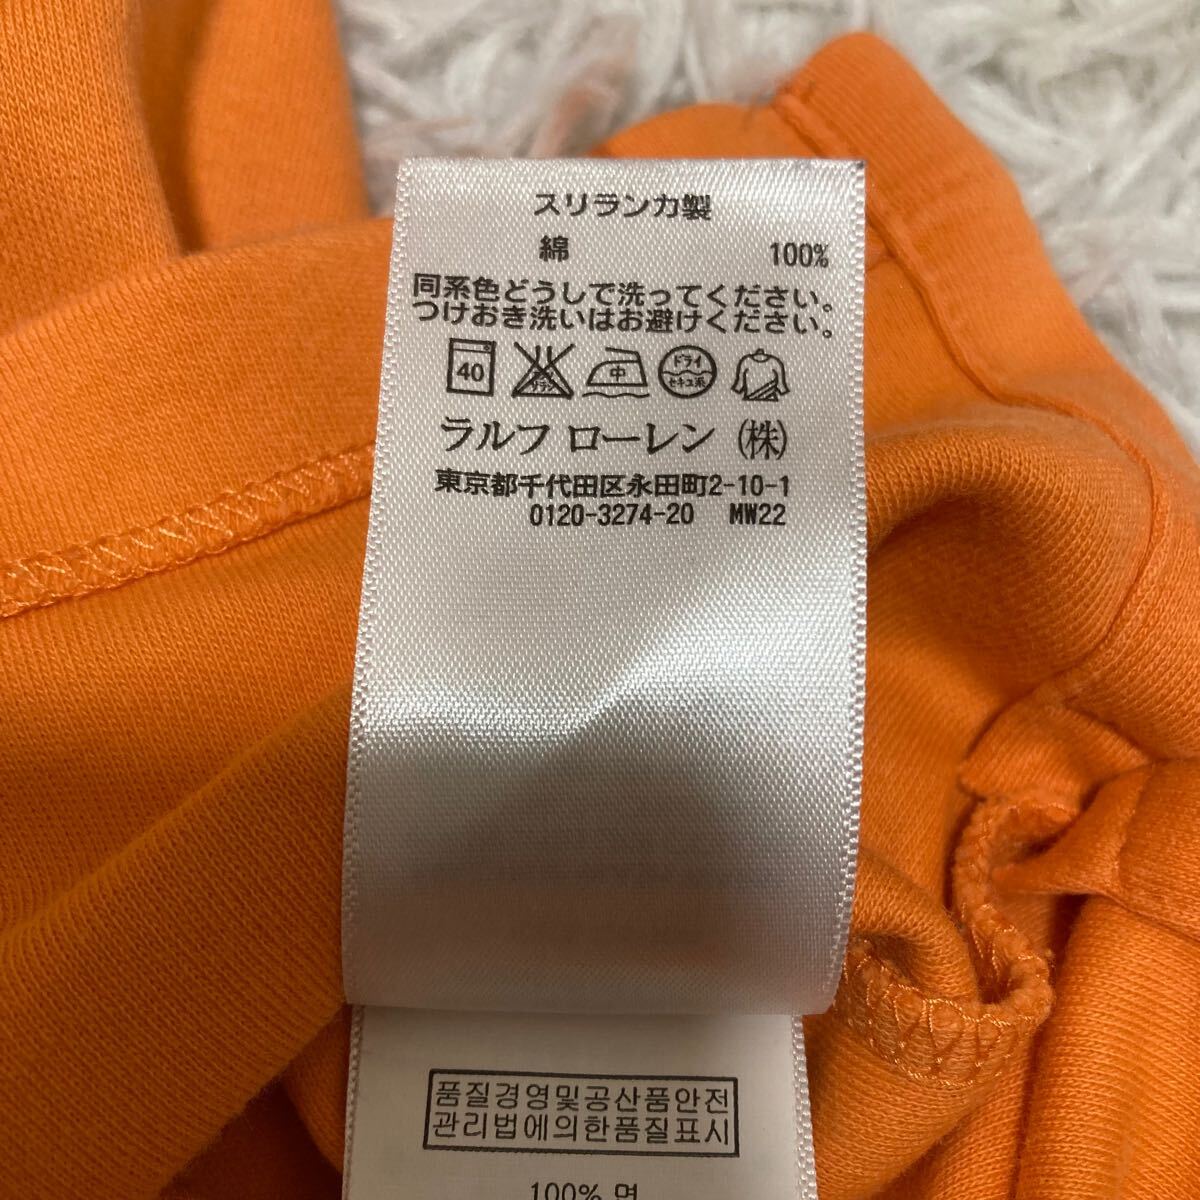 スリランカ製
綿 100%
同系色どうしで洗ってください。
つけおき洗いはお避けください。
40 中 ドライ セキユ系
ラルフ ローレン (株)
東京都千代田区永田町2-10-1
0120-3274-20 MW22
품질경영및공산품안전
관리법에의한품질표시
100% 면